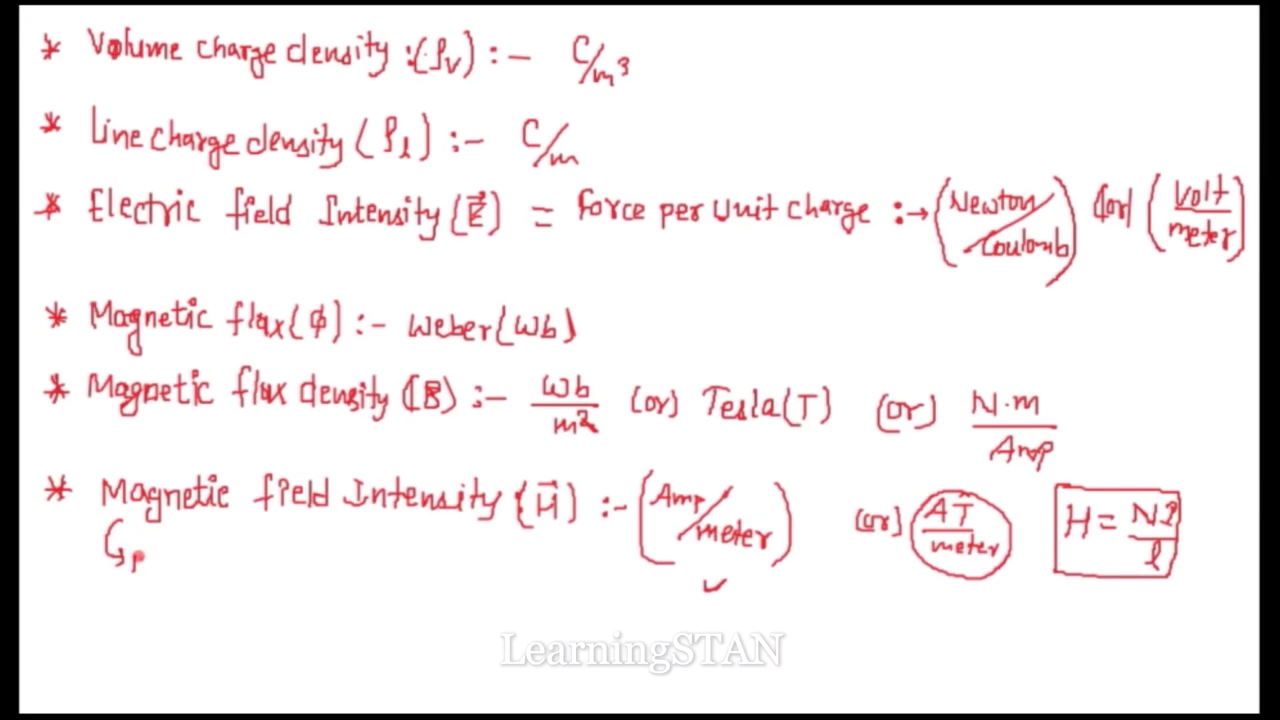 * Volume charge density :(ρv) :- C/m³
* Line charge density (ρl) :- C/m
* Electric field Intensity (E⃗) = force per unit charge :→ (Newton/Coulomb) (or) (Volt/meter)
* Magnetic flux (ϕ) :- Weber (Wb)
* Magnetic flux density (B) :- Wb/m² (or) Tesla (T) (or) N·m/Amp
* Magnetic field Intensity (H⃗) :- (Amp/meter) (or) AT/meter H = NI/l
LearningSTAN